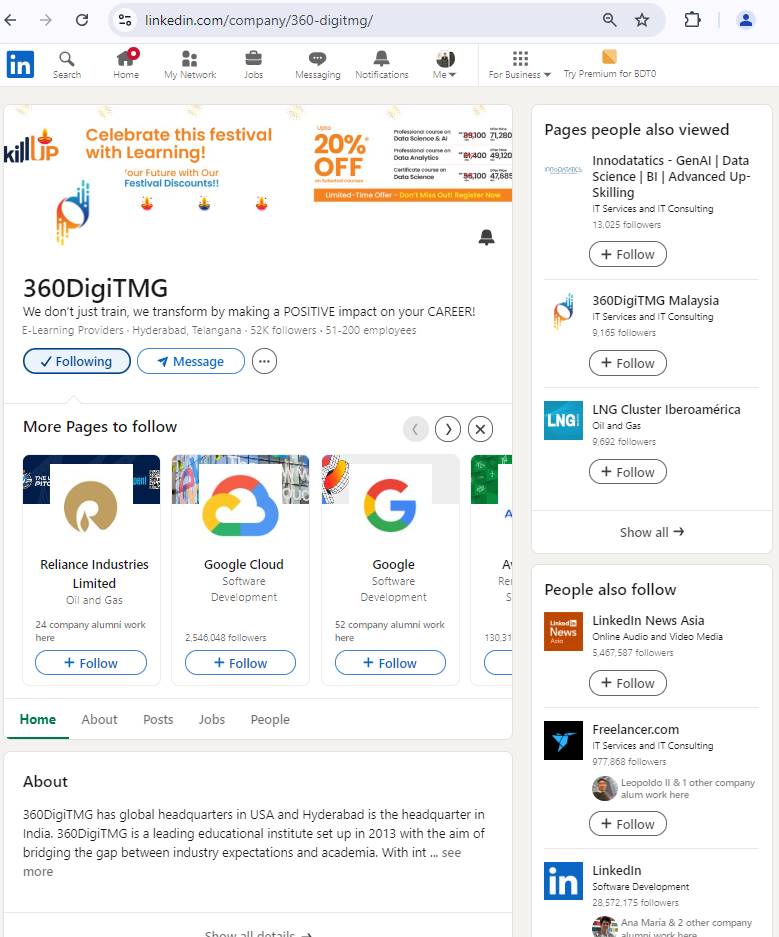 linkedin.com/company/360-digitmg/
in
Search
Home
My Network
Jobs
Messaging
Notifications
Me
For Business
Try Premium for BDT0
killUP
Celebrate this festival
with Learning!
Your Future with Our
Festival Discounts!!
Upto
20%
OFF
on Selected courses
Professional course on
Data Science & AI
71,280
Professional course on
Data Analytics
49,120
Certificate course on
Data Science
Limited-Time Offer - Don't Miss Out! Register Now
360DigiTMG
We don't just train, we transform by making a POSITIVE impact on your CAREER!
E-Learning Providers · Hyderabad, Telangana · 52K followers · 51-200 employees
Following
Message
More Pages to follow
Reliance Industries
Limited
Oil and Gas
24 company alumni work
here
+ Follow
Google Cloud
Software
Development
2,546,048 followers
+ Follow
Google
Software
Development
52 company alumni work
here
+ Follow
130,31
Home
About
Posts
Jobs
People
About
360DigiTMG has global headquarters in USA and Hyderabad is the headquarter in
India. 360DigiTMG is a leading educational institute set up in 2013 with the aim of
bridging the gap between industry expectations and academia. With int ... see
more
Show all details →
Pages people also viewed
INNODATATICS
Innodatatics - GenAI | Data
Science | BI | Advanced Up-
Skilling
IT Services and IT Consulting
13,025 followers
+ Follow
360DigiTMG Malaysia
IT Services and IT Consulting
9,165 followers
+ Follow
LNG
LNG Cluster Iberoamérica
Oil and Gas
9,692 followers
+ Follow
Show all →
People also follow
Linked in
News
Asia
LinkedIn News Asia
Online Audio and Video Media
5,467,587 followers
+ Follow
Freelancer.com
IT Services and IT Consulting
977,868 followers
Leopoldo II & 1 other company
alum work here
+ Follow
in
LinkedIn
Software Development
28,572,175 followers
Ana María & 2 other company
alumni work here